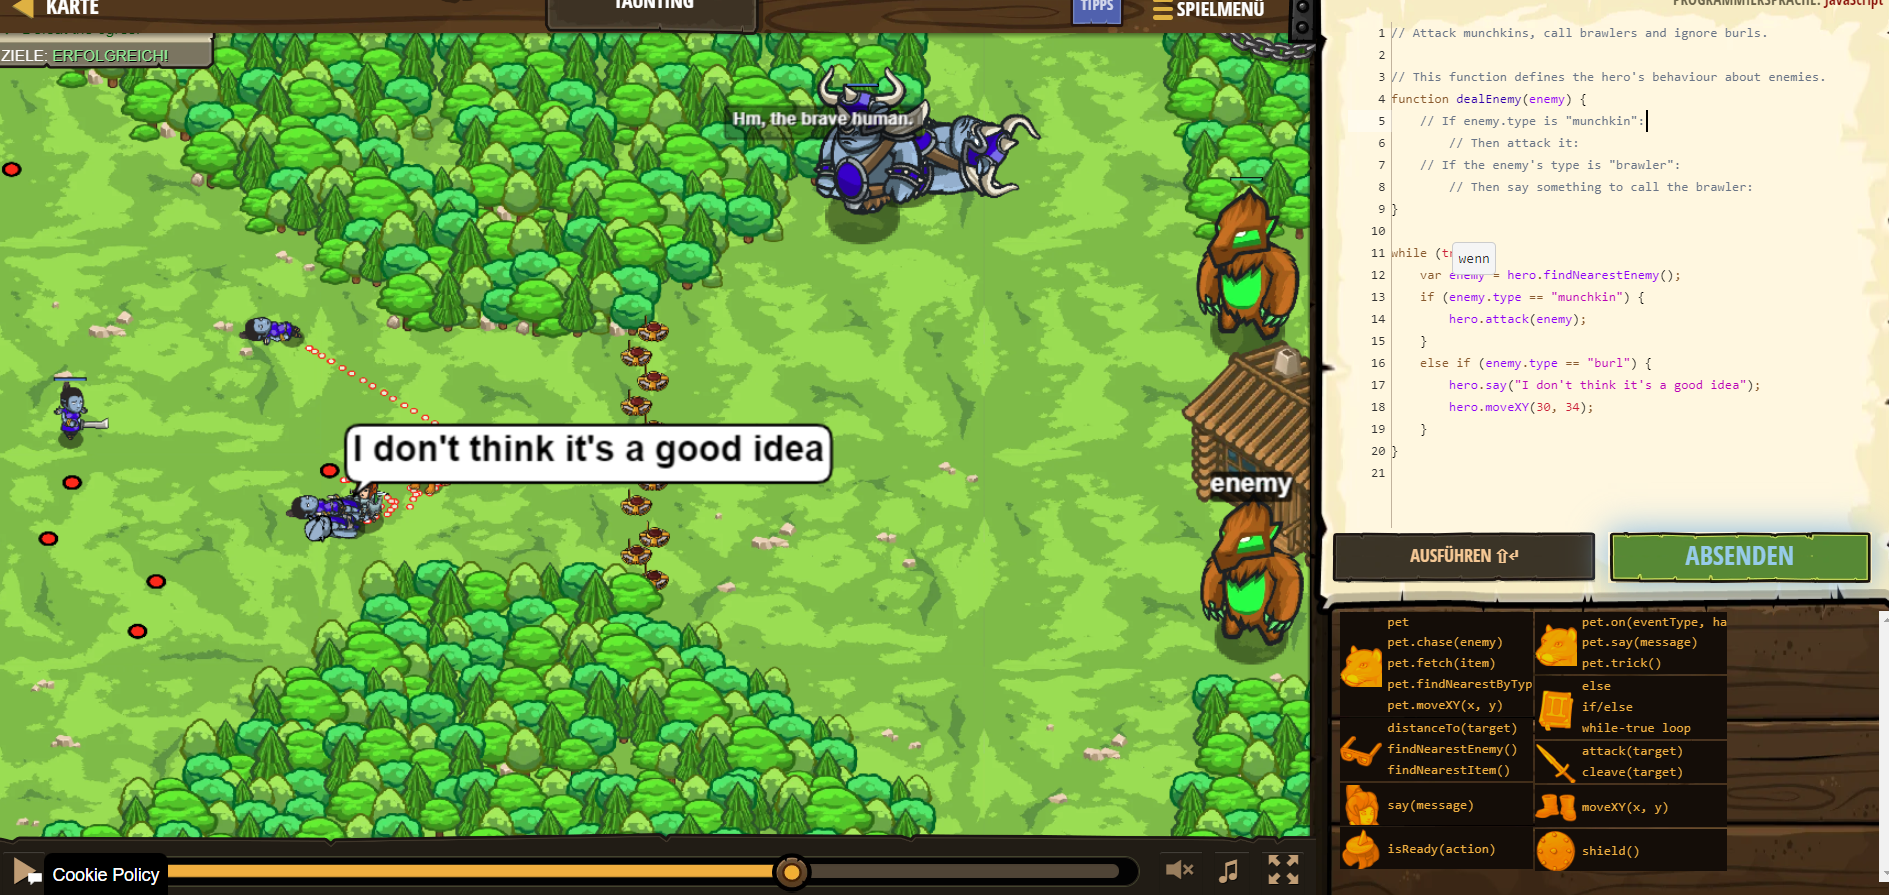 KARTE
TAUNTING
TIPPS
SPIELMENÜ
PROGRAMMIERSPRACHE: JavaScript
ZIELE: ERFOLGREICH!
Hm, the brave human.
I don't think it's a good idea
enemy
1 // Attack munchkins, call brawlers and ignore burls.
2
3 // This function defines the hero's behaviour about enemies.
4 function dealEnemy(enemy) {
5 // If enemy.type is "munchkin":
6 // Then attack it:
7 // If the enemy's type is "brawler":
8 // Then say something to call the brawler:
9 }
10
11 while (tr
wenn
12 var enemy = hero.findNearestEnemy();
13 if (enemy.type == "munchkin") {
14 hero.attack(enemy);
15 }
16 else if (enemy.type == "burl") {
17 hero.say("I don't think it's a good idea");
18 hero.moveXY(30, 34);
19 }
20 }
21
AUSFÜHREN ⇧↵
ABSENDEN
pet
pet.chase(enemy)
pet.fetch(item)
pet.findNearestByTyp
pet.moveXY(x, y)
distanceTo(target)
findNearestEnemy()
findNearestItem()
say(message)
isReady(action)
pet.on(eventType, ha
pet.say(message)
pet.trick()
else
if/else
while-true loop
attack(target)
cleave(target)
moveXY(x, y)
shield()
Cookie Policy